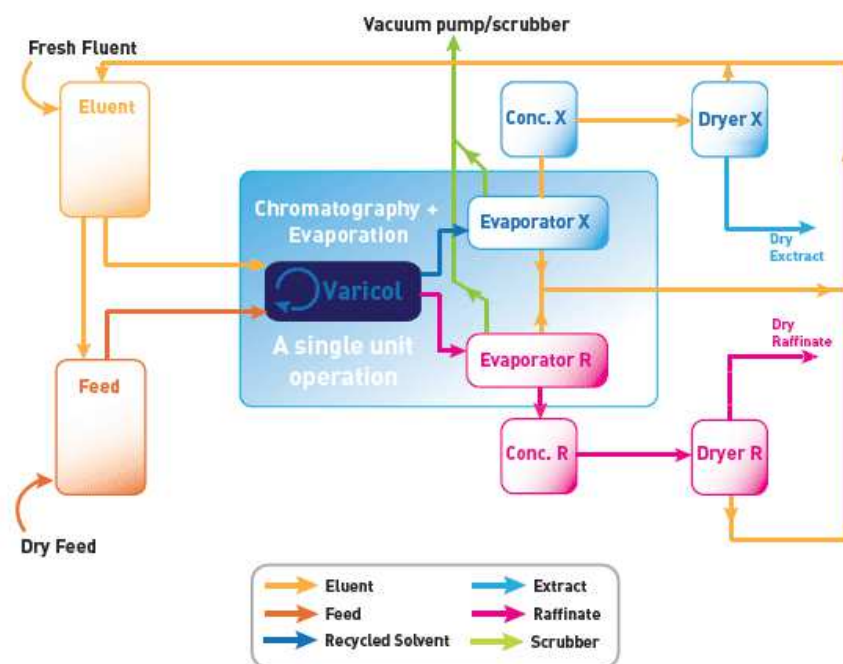 Vacuum pump/scrubber
Fresh Fluent
Eluent
Conc. X
Dryer X
Chromatography +
Evaporation
Evaporator X
Dry
Exctract
Varicol
A single unit
operation
Dry
Raffinate
Evaporator R
Feed
Conc. R
Dryer R
Dry Feed
Eluent
Extract
Feed
Raffinate
Recycled Solvent
Scrubber